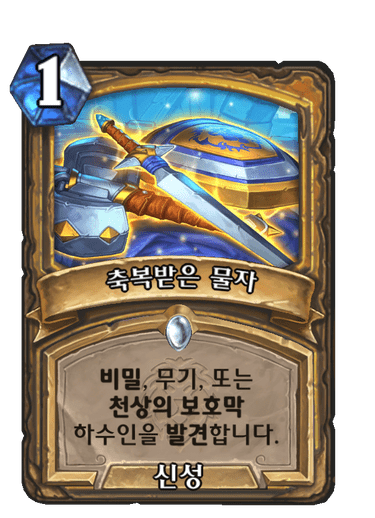 1
축복받은 물자
비밀, 무기, 또는
천상의 보호막
하수인을 발견합니다.
신성